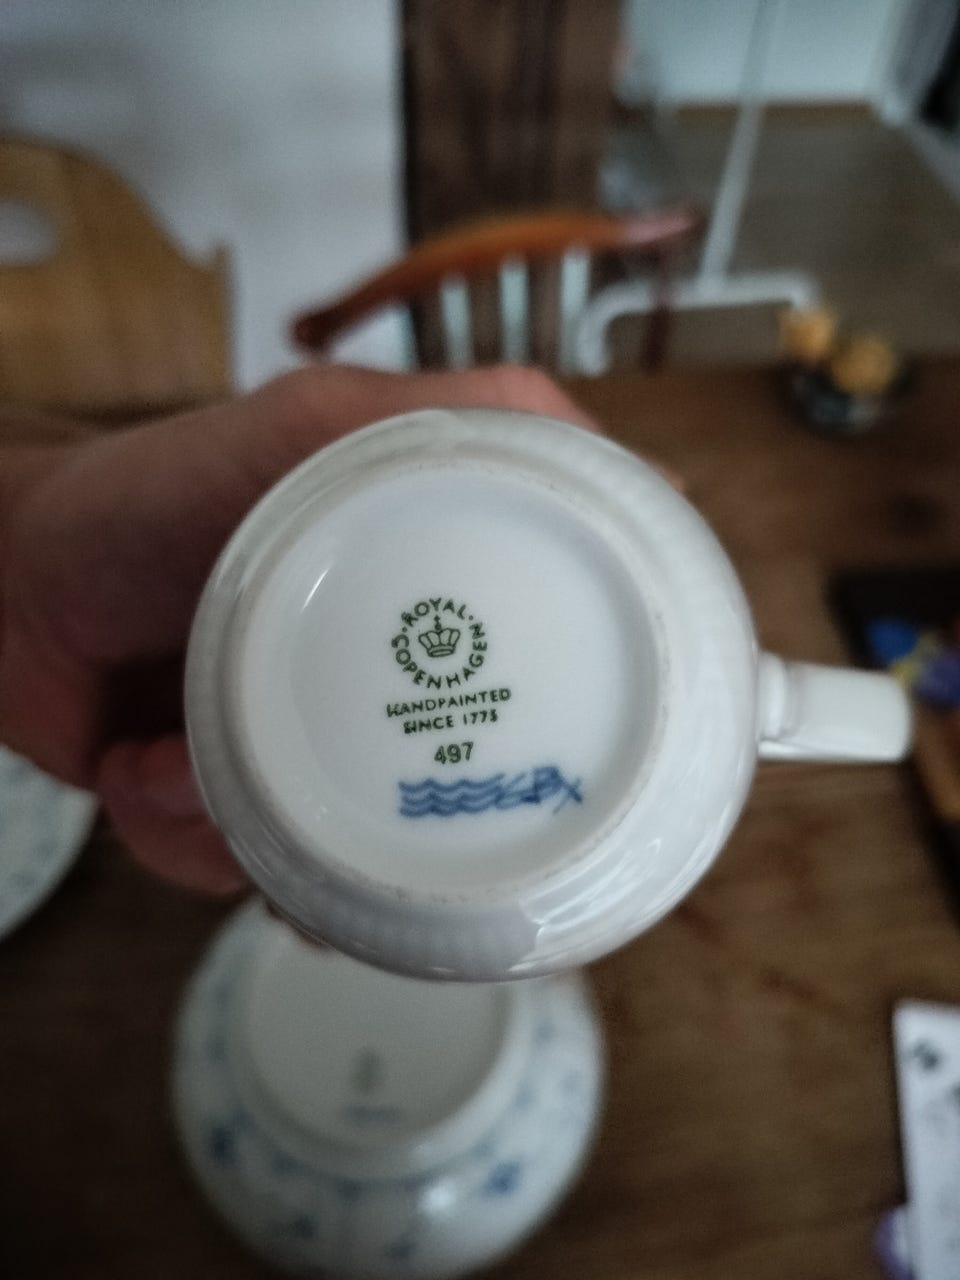 ROYAL · COPENHAGEN ·
HANDPAINTED
SINCE 1775
497